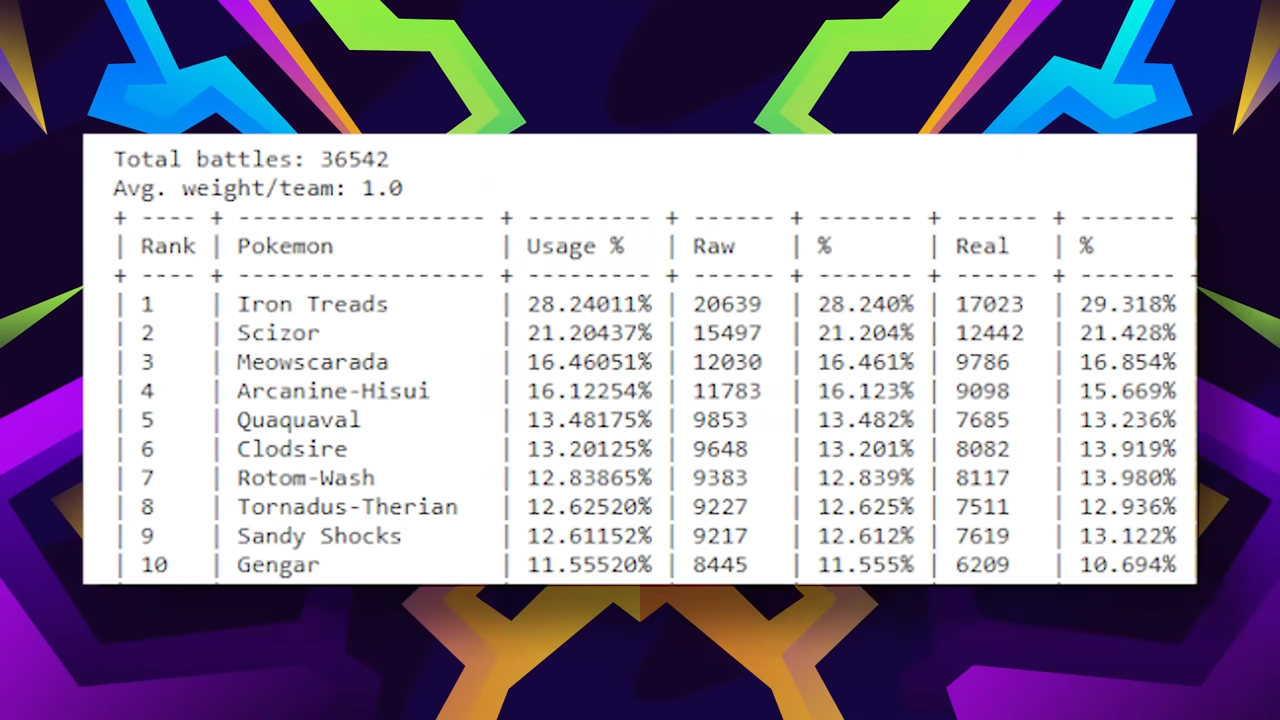 Total battles: 36542
Avg. weight/team: 1.0
+ ---- + ------------------ + --------- + ------ + ------- + ------ + ------- +
| Rank | Pokemon | Usage % | Raw | % | Real | %
+ ---- + ------------------ + --------- + ------ + ------- + ------ + ------- +
| 1 | Iron Treads | 28.24011% | 20639 | 28.240% | 17023 | 29.318%
| 2 | Scizor | 21.20437% | 15497 | 21.204% | 12442 | 21.428%
| 3 | Meowscarada | 16.46051% | 12030 | 16.461% | 9786 | 16.854%
| 4 | Arcanine-Hisui | 16.12254% | 11783 | 16.123% | 9098 | 15.669%
| 5 | Quaquaval | 13.48175% | 9853 | 13.482% | 7685 | 13.236%
| 6 | Clodsire | 13.20125% | 9648 | 13.201% | 8082 | 13.919%
| 7 | Rotom-Wash | 12.83865% | 9383 | 12.839% | 8117 | 13.980%
| 8 | Tornadus-Therian | 12.62520% | 9227 | 12.625% | 7511 | 12.936%
| 9 | Sandy Shocks | 12.61152% | 9217 | 12.612% | 7619 | 13.122%
| 10 | Gengar | 11.55520% | 8445 | 11.555% | 6209 | 10.694%